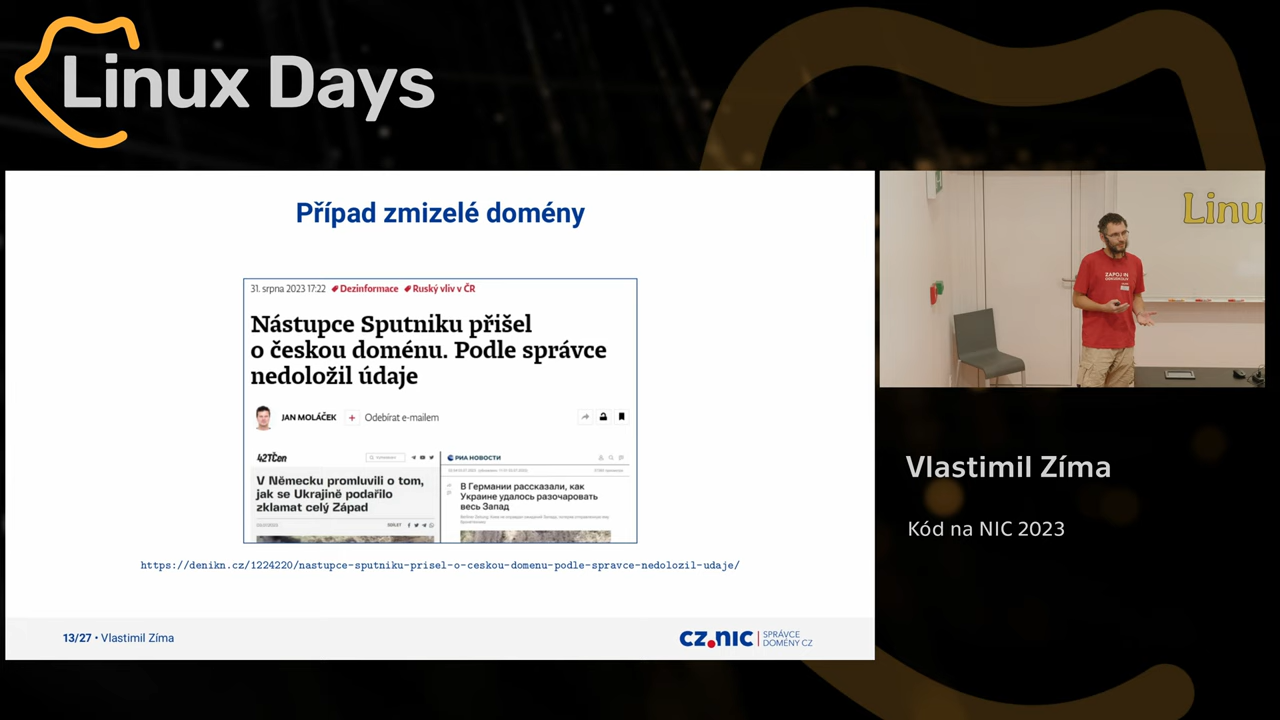 Linux Days
Případ zmizelé domény
31. srpna 2023 17:22 Dezinformace Ruský vliv v ČR
Nástupce Sputniku přišel
o českou doménu. Podle správce
nedoložil údaje
JAN MOLÁČEK + Odebírat e-mailem
42TČen
V Německu promluvili o tom,
jak se Ukrajině podařilo
zklamat celý Západ
РИА НОВОСТИ
В Германии рассказали, как
Украине удалось разочаровать
весь Запад
https://denikn.cz/1224220/nastupce-sputniku-prisel-o-ceskou-domenu-podle-spravce-nedolozil-udaje/
13/27 • Vlastimil Zíma
CZ.NIC SPRÁVCE
DOMÉNY CZ
Linu
ZAPOJ SE
Vlastimil Zíma
Kód na NIC 2023